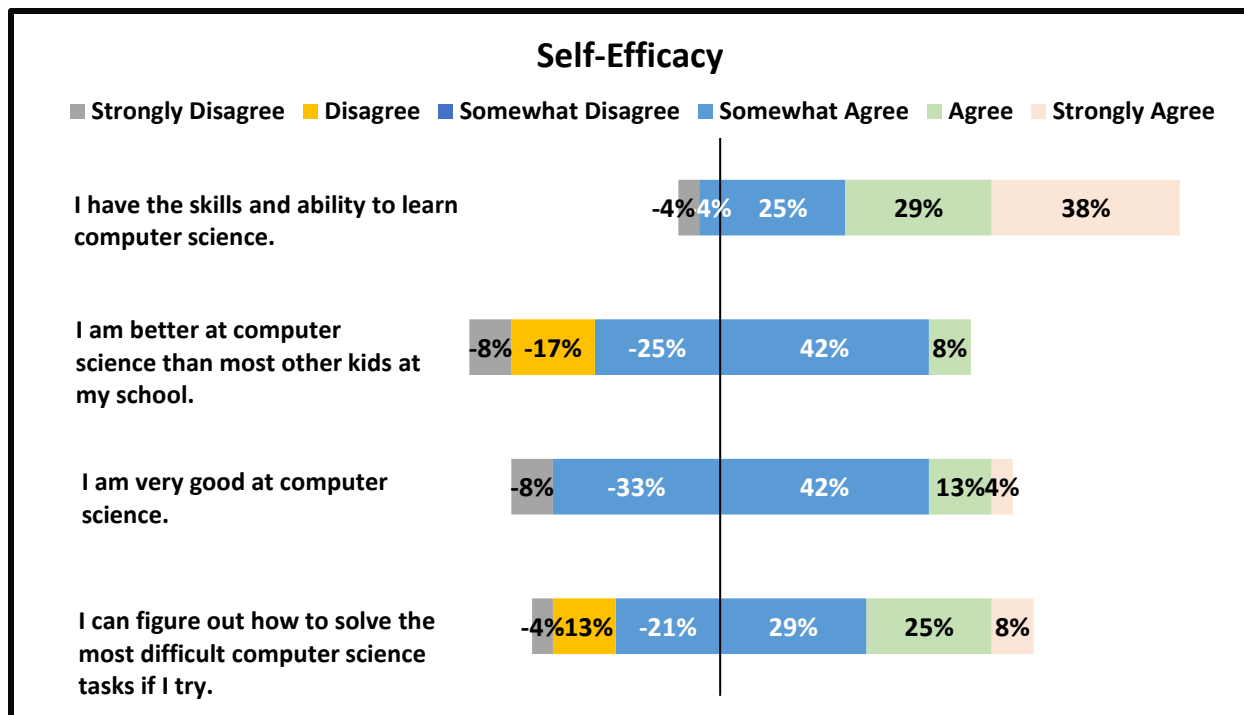 Self-Efficacy
Strongly Disagree Disagree Somewhat Disagree Somewhat Agree Agree Strongly Agree
I have the skills and ability to learn
computer science.
-4% -4% 25% 29% 38%
I am better at computer
science than most other kids at
my school.
-8% -17% -25% 42% 8%
I am very good at computer
science.
-8% -33% 42% 13% 4%
I can figure out how to solve the
most difficult computer science
tasks if I try.
-4% -13% -21% 29% 25% 8%